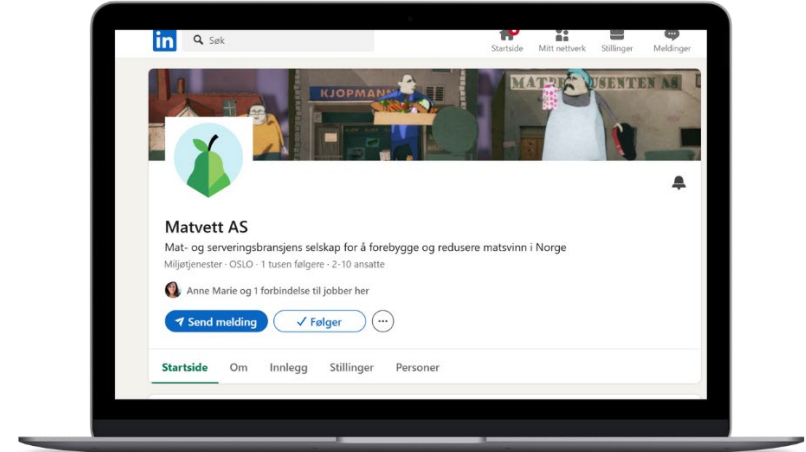 in
Søk
Startside Mitt nettverk Stillinger Meldinger
KJOPMANN
Matvett AS
Mat- og serveringsbransjens selskap for å forebygge og redusere matsvinn i Norge
Miljøtjenester · OSLO · 1 tusen følgere · 2-10 ansatte
Anne Marie og 1 forbindelse til jobber her
Send melding ✓ Følger ...
Startside Om Innlegg Stillinger Personer